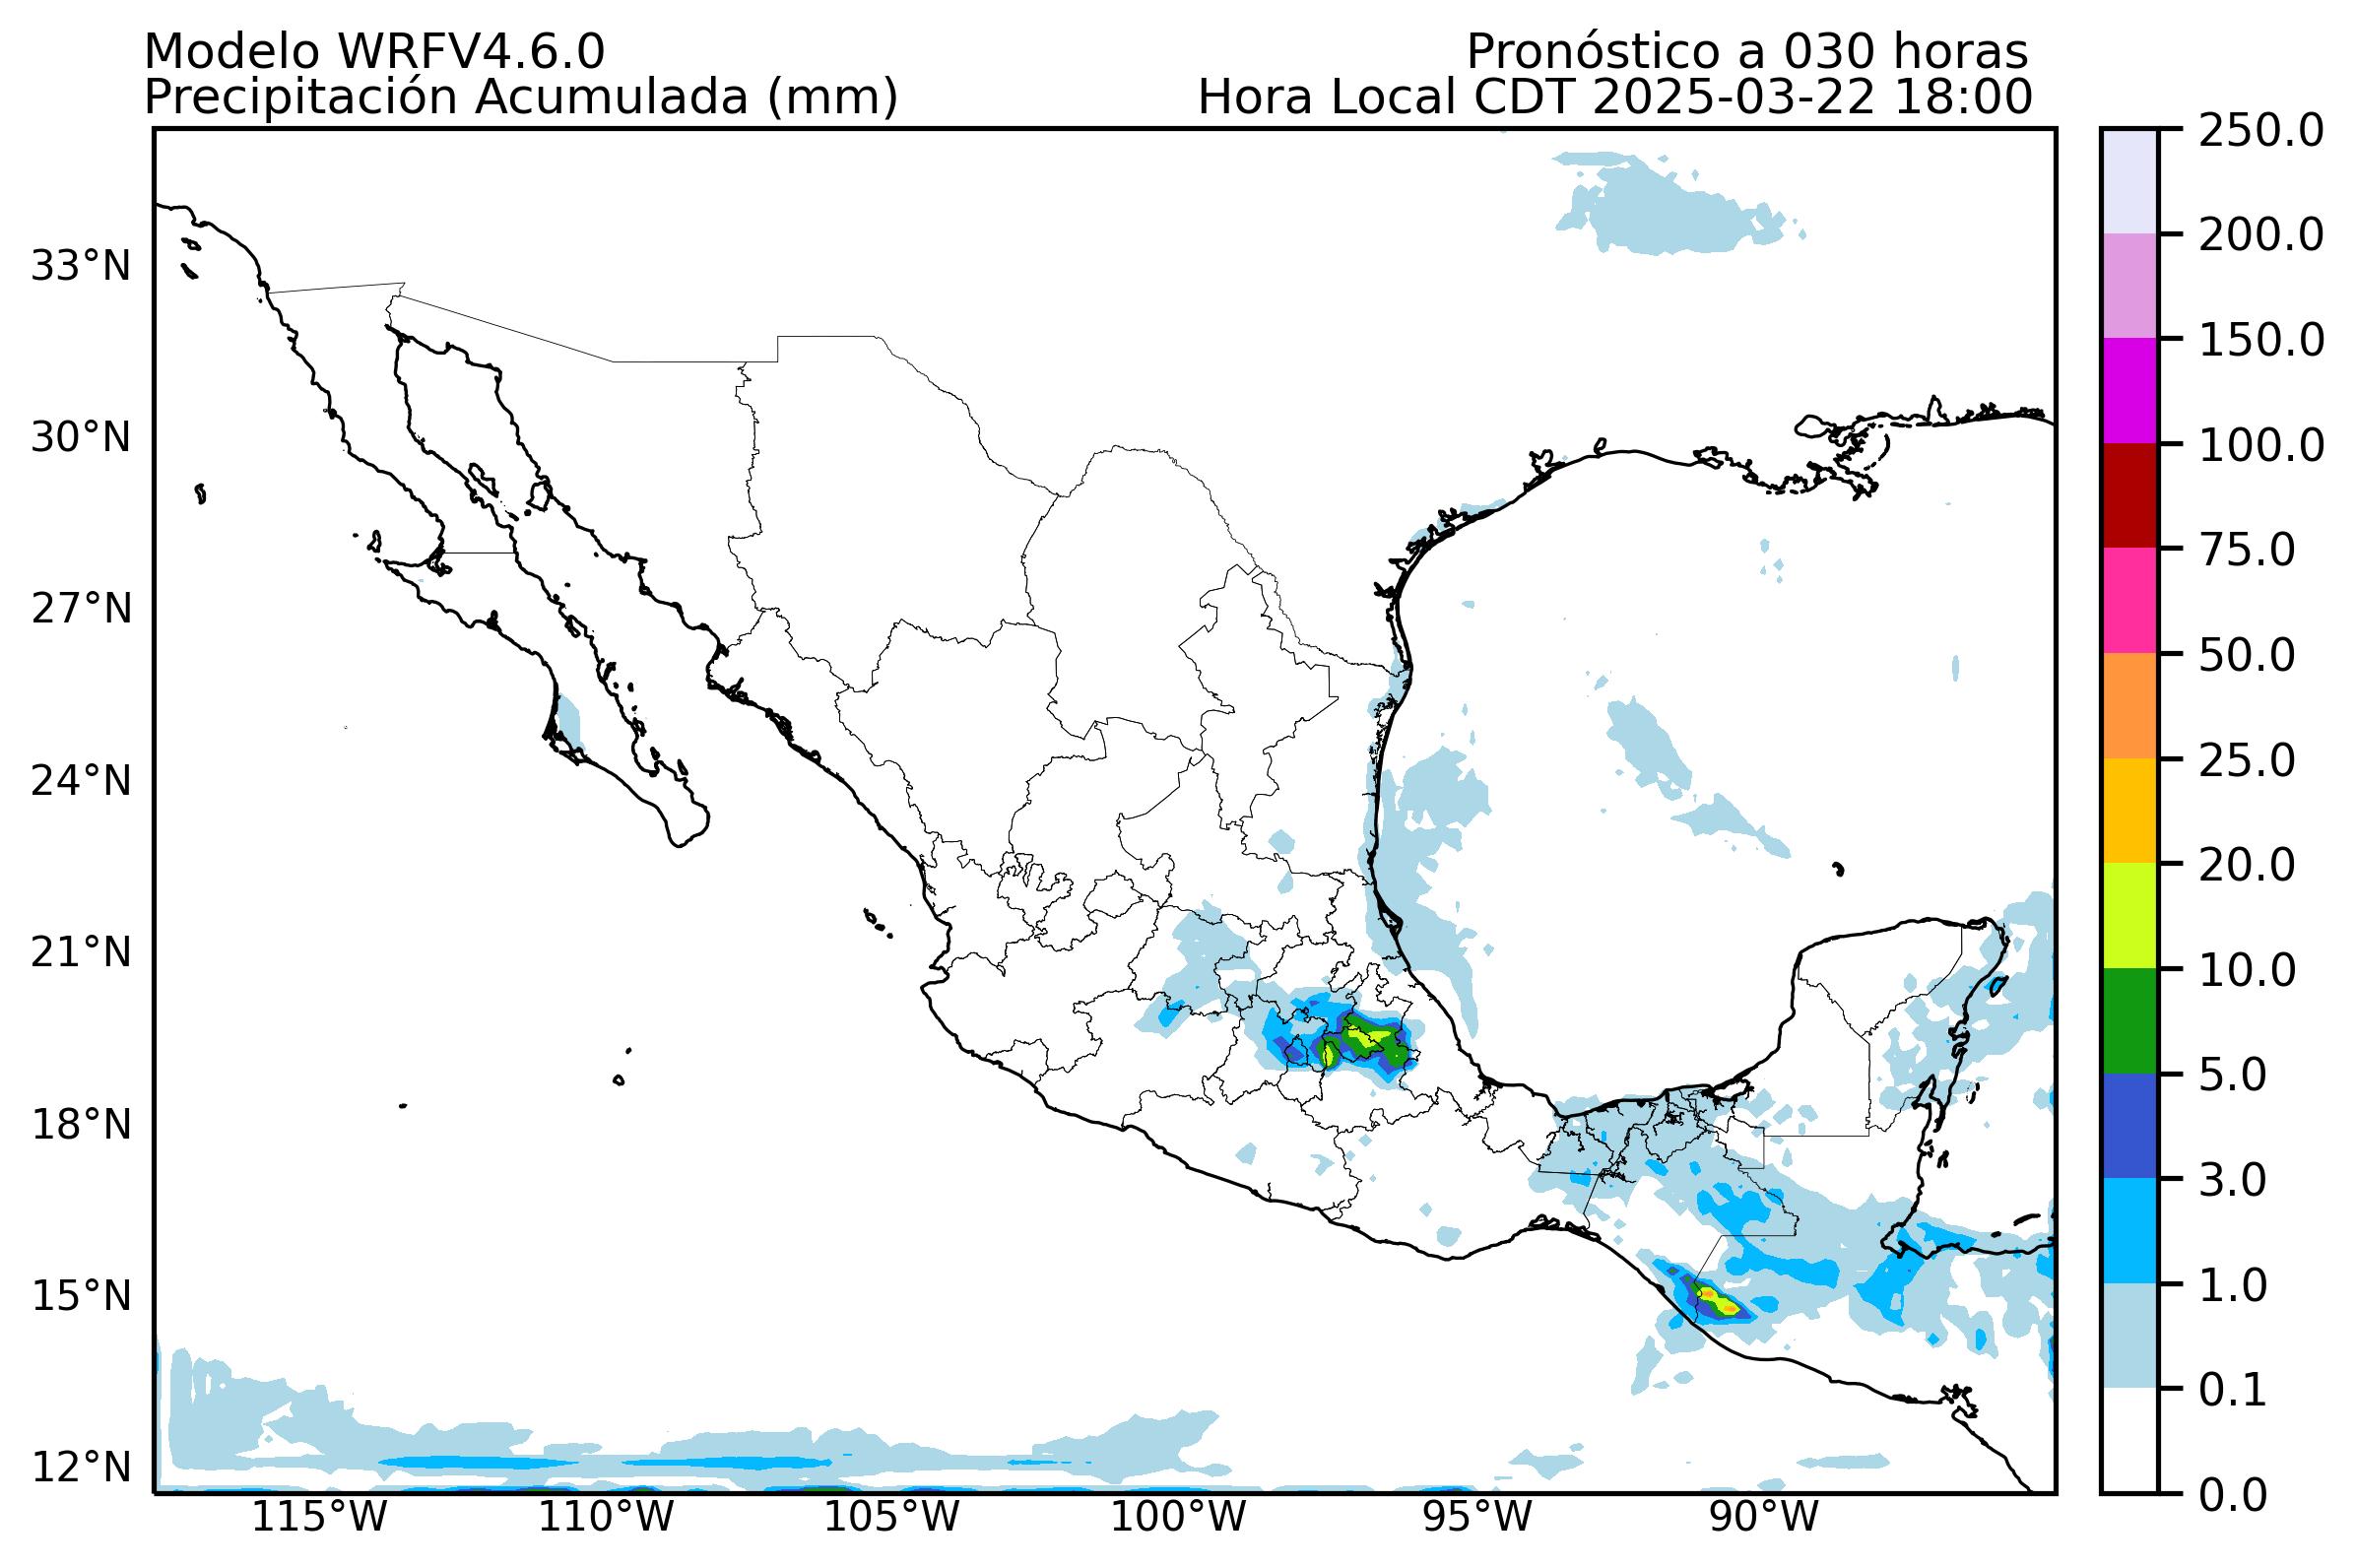 Modelo WRFV4.6.0
Pronóstico a 030 horas
Precipitación Acumulada (mm)
Hora Local CDT 2025-03-22 18:00
33°N
30°N
27°N
24°N
21°N
18°N
15°N
12°N
115°W
110°W
105°W
100°W
95°W
90°W
250.0
200.0
150.0
100.0
75.0
50.0
25.0
20.0
10.0
5.0
3.0
1.0
0.1
0.0